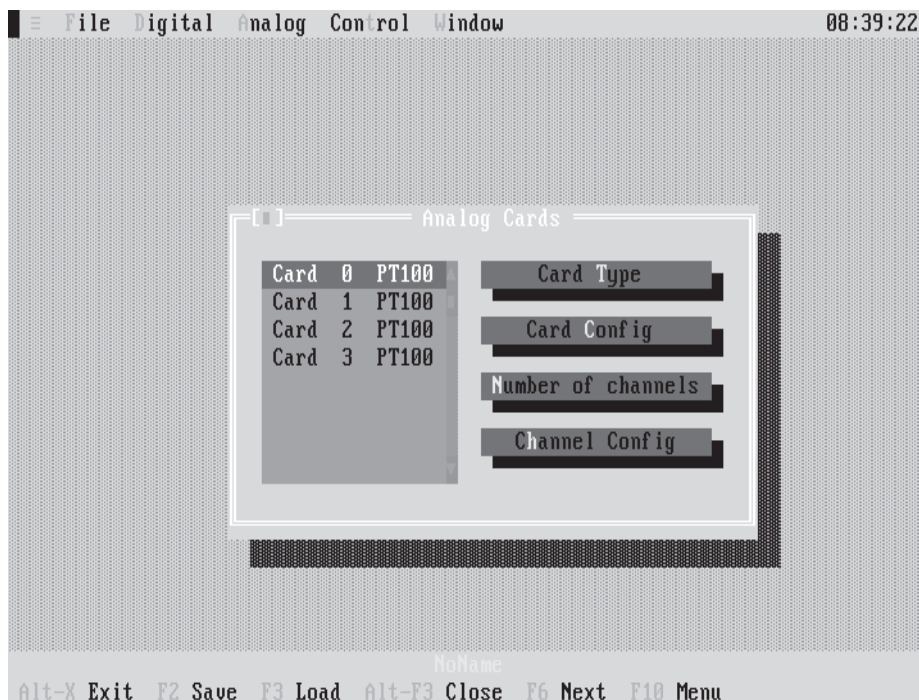 ≡ File Digital Analog Control Window 08:39:22
[■] Analog Cards
Card 0 PT100
Card 1 PT100
Card 2 PT100
Card 3 PT100
Card Type
Card Config
Number of channels
Channel Config
NoName
Alt-X Exit F2 Save F3 Load Alt-F3 Close F6 Next F10 Menu